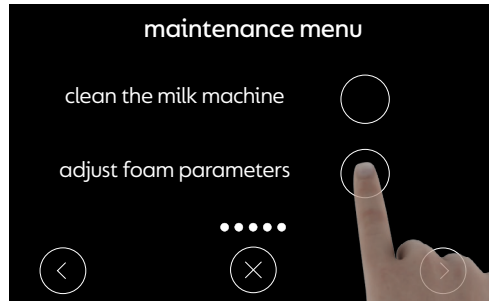 maintenance menu
clean the milk machine
adjust foam parameters